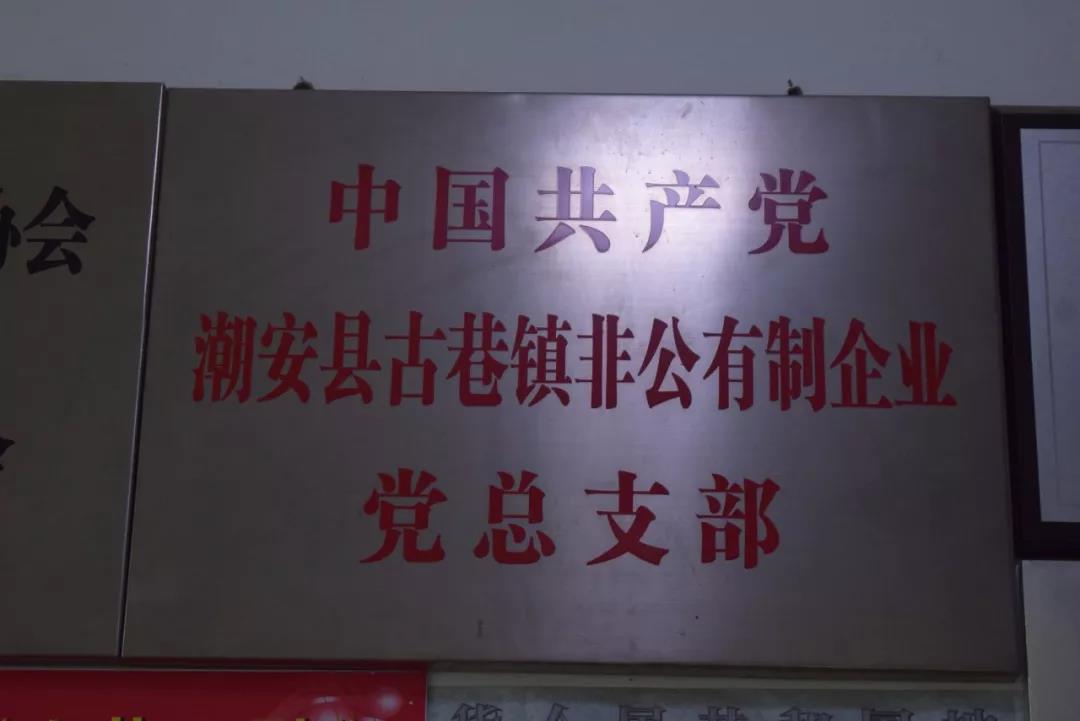 中国共产党
潮安县古巷镇非公有制企业
党总支部
会